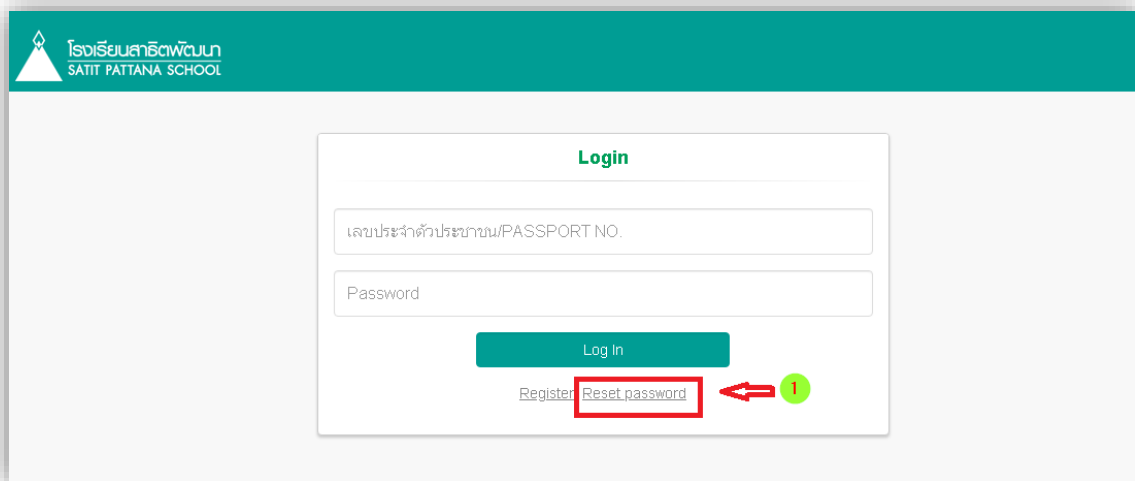 โรงเรียนสาธิตพัฒนา
SATIT PATTANA SCHOOL
Login
เลขประจำตัวประชาชน/PASSPORT NO.
Password
Log In
Register Reset password
1